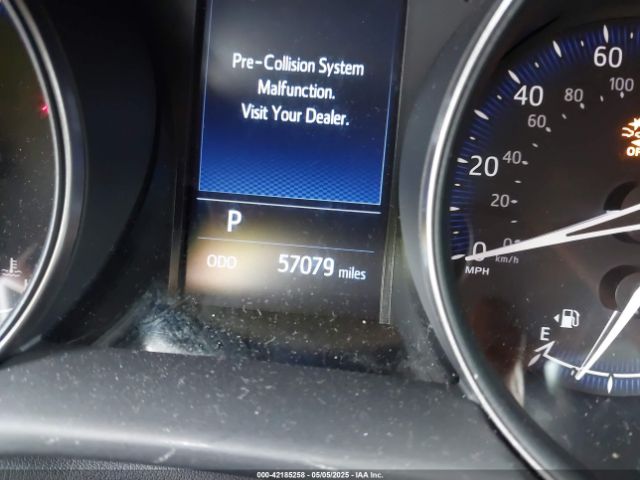 Pre-Collision System
Malfunction.
Visit Your Dealer.
P
ODO 57079 miles
60
100
40
80
60
20
40
20
0
0
MPH
km/h
E
000-42185258 - 05/05/2025 - IAA Inc.